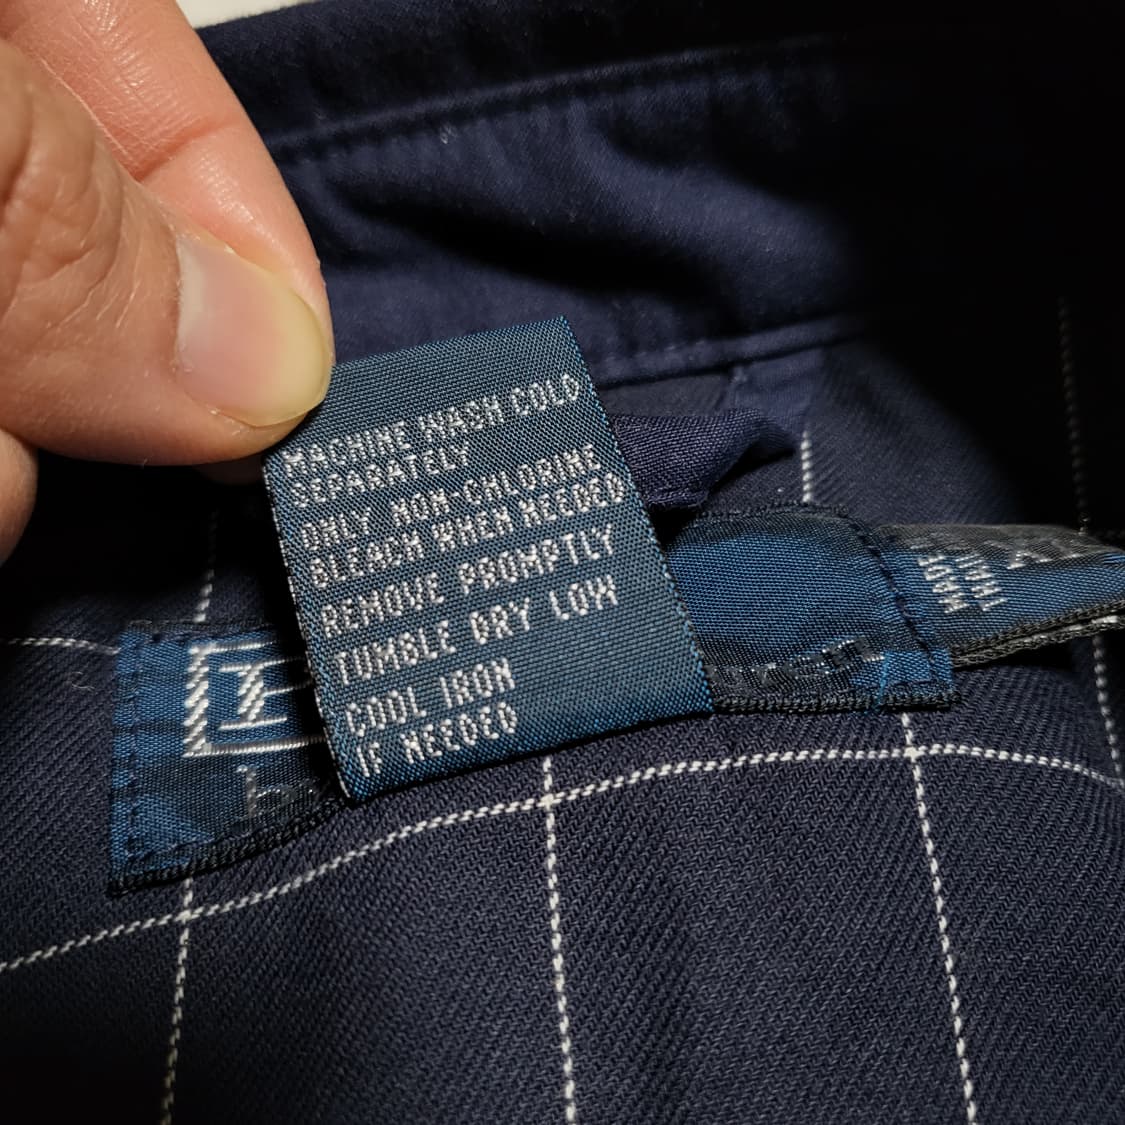 MACHINE WASH COLD
SEPARATELY
ONLY NON-CHLORINE
BLEACH WHEN NEEDED
REMOVE PROMPTLY
TUMBLE DRY LOW
COOL IRON
IF NEEDED